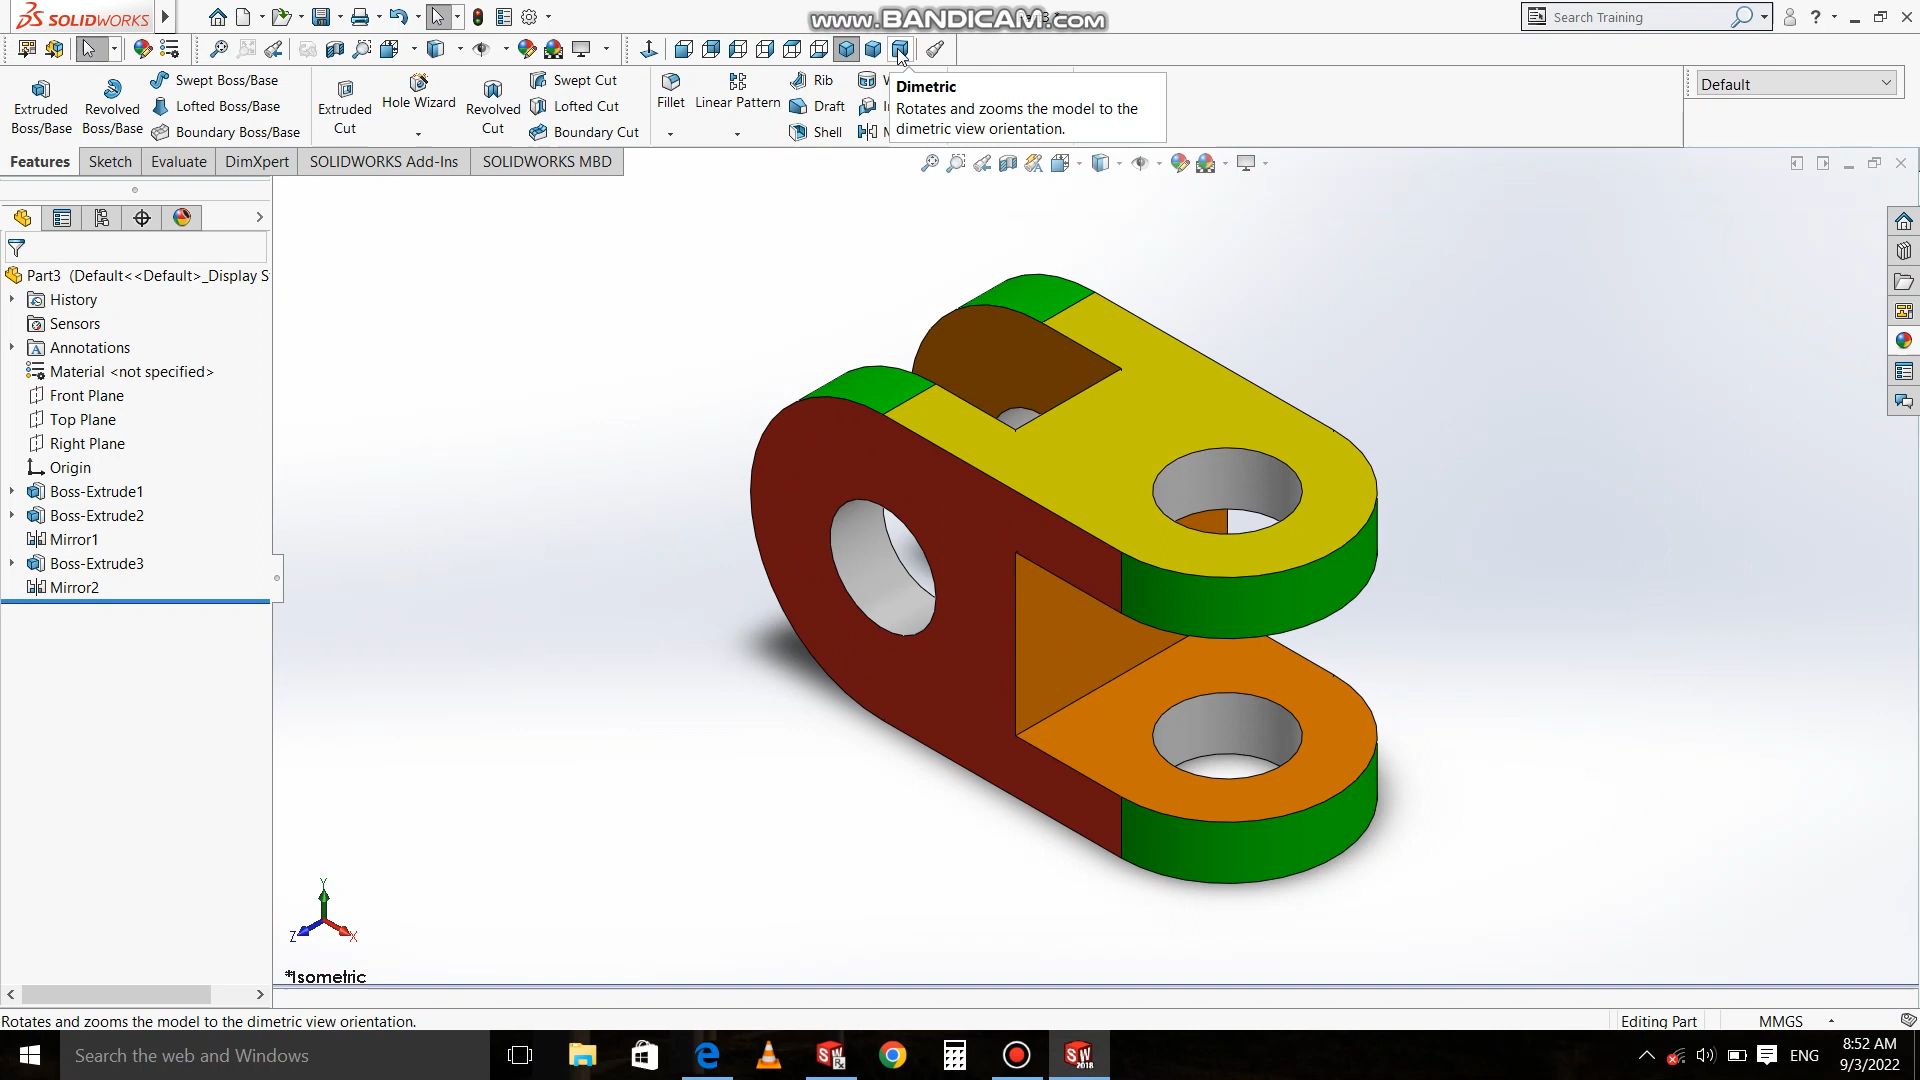 SOLIDWORKS
www.BANDICAM.com
Search Training
Extruded Boss/Base
Revolved Boss/Base
Swept Boss/Base
Lofted Boss/Base
Boundary Boss/Base
Extruded Cut
Hole Wizard
Revolved Cut
Swept Cut
Lofted Cut
Boundary Cut
Fillet
Linear Pattern
Rib
Draft
Shell
Dimetric
Rotates and zooms the model to the
dimetric view orientation.
Default
Features
Sketch
Evaluate
DimXpert
SOLIDWORKS Add-Ins
SOLIDWORKS MBD
Part3 (Default<<Default>_Display S
History
Sensors
Annotations
Material <not specified>
Front Plane
Top Plane
Right Plane
Origin
Boss-Extrude1
Boss-Extrude2
Mirror1
Boss-Extrude3
Mirror2
Y
Z
X
*Isometric
Rotates and zooms the model to the dimetric view orientation.
Editing Part
MMGS
Search the web and Windows
SW
SW
2018
ENG
8:52 AM
9/3/2022